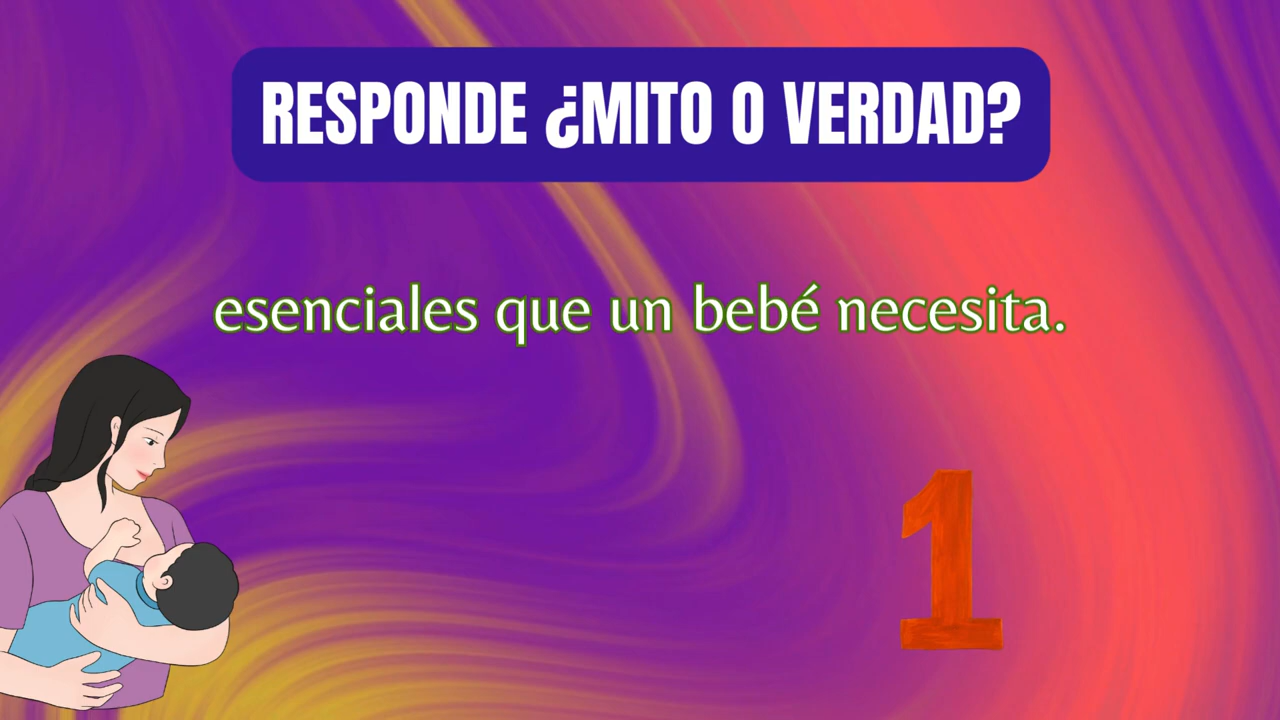 RESPONDE ¿MITO O VERDAD?
esenciales que un bebé necesita.
1